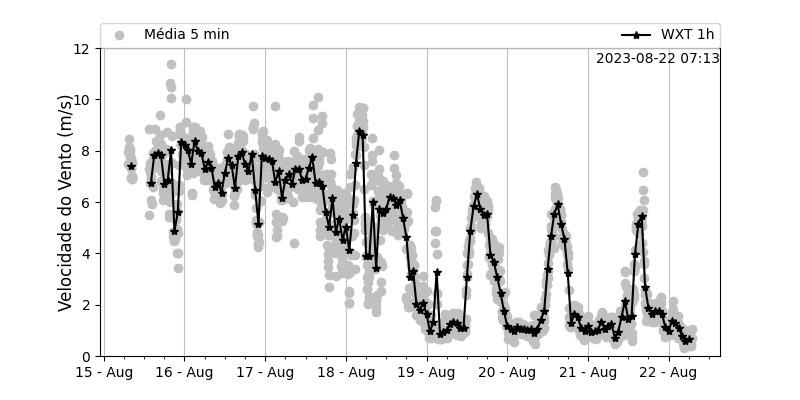 Média 5 min
WXT 1h
2023-08-22 07:13
Velocidade do Vento (m/s)
12
10
8
6
4
2
0
15 - Aug
16 - Aug
17 - Aug
18 - Aug
19 - Aug
20 - Aug
21 - Aug
22 - Aug